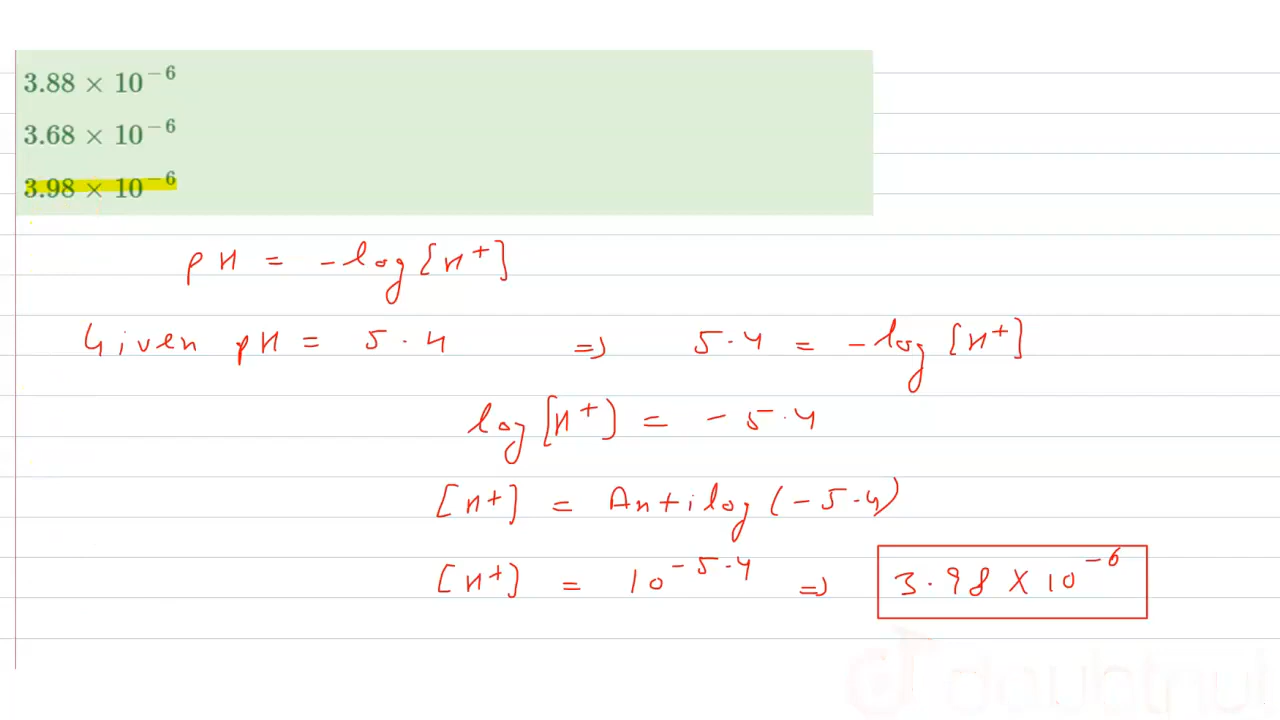 3.88 × 10⁻⁶
3.68 × 10⁻⁶
3.98 × 10⁻⁶
pH = -log[H⁺]
Given pH = 5.4 ⇒ 5.4 = -log[H⁺]
log[H⁺] = -5.4
[H⁺] = Antilog(-5.4)
[H⁺] = 10⁻⁵·⁴ ⇒ 3.98 × 10⁻⁶
doubtnut